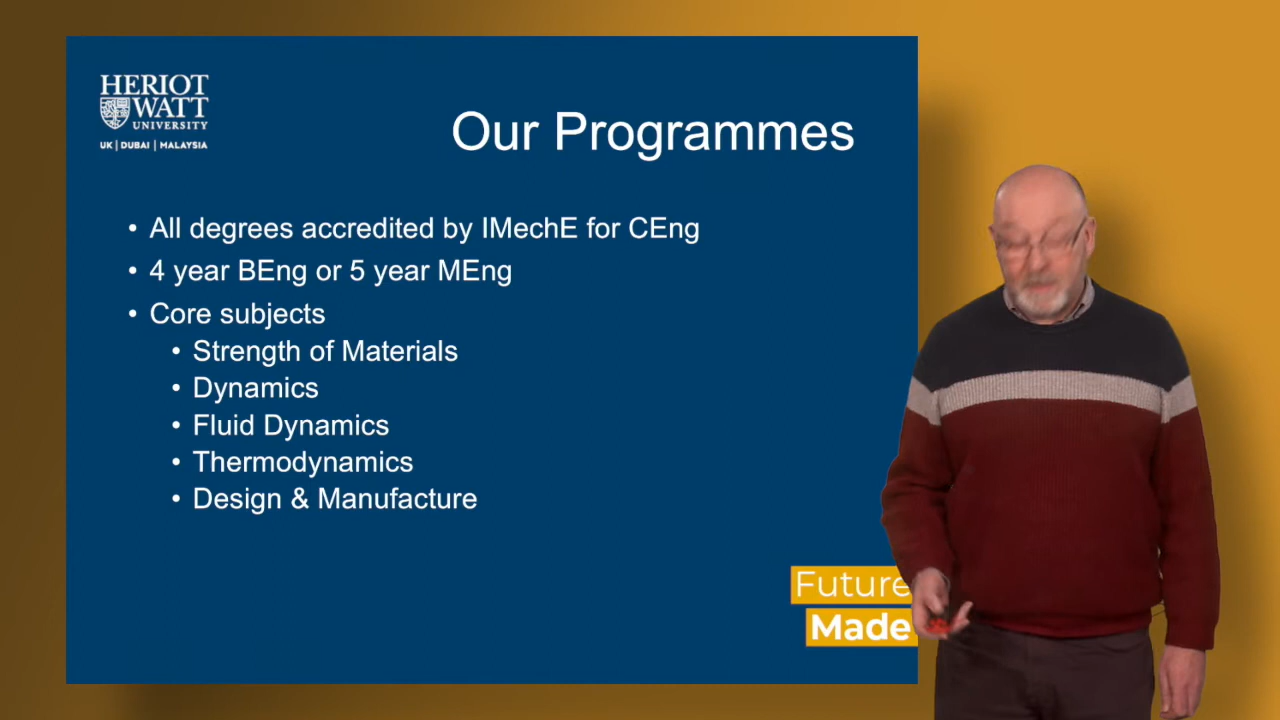 HERIOT
WATT
UNIVERSITY
UK | DUBAI | MALAYSIA
Our Programmes
• All degrees accredited by IMechE for CEng
• 4 year BEng or 5 year MEng
• Core subjects
• Strength of Materials
• Dynamics
• Fluid Dynamics
• Thermodynamics
• Design & Manufacture
Future
Made